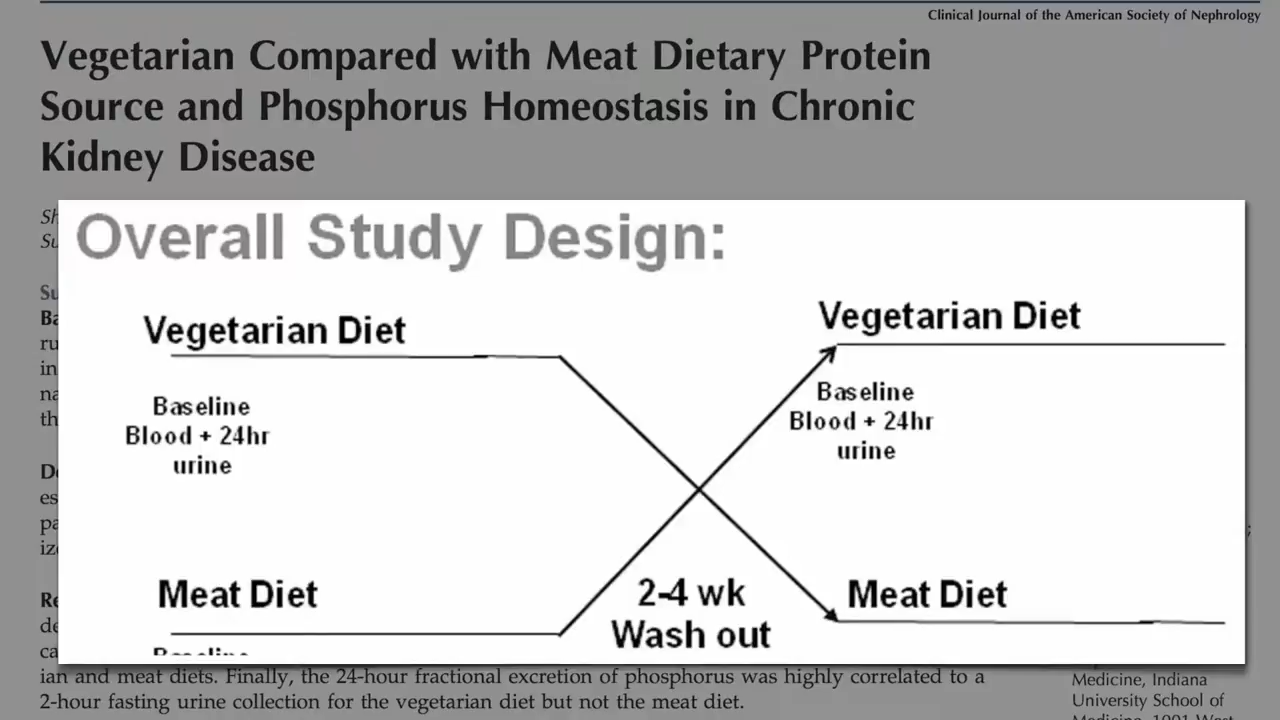 Clinical Journal of the American Society of Nephrology
Vegetarian Compared with Meat Dietary Protein
Source and Phosphorus Homeostasis in Chronic
Kidney Disease
Overall Study Design:
Vegetarian Diet
Baseline
Blood + 24hr
urine
Vegetarian Diet
Baseline
Blood + 24hr
urine
Meat Diet
2-4 wk
Wash out
Meat Diet
ian and meat diets. Finally, the 24-hour fractional excretion of phosphorus was highly correlated to a
2-hour fasting urine collection for the vegetarian diet but not the meat diet.
Medicine, Indiana
University School of